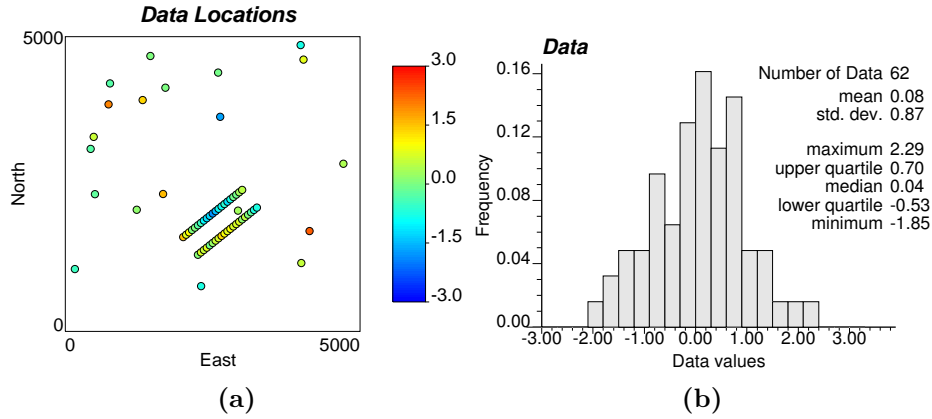 Data Locations
5000
North
0
0
5000
East
3.0
1.5
0.0
-1.5
-3.0
(a)
Data
Frequency
0.16
0.12
0.08
0.04
0.00
-3.00 -2.00 -1.00 0.00 1.00 2.00 3.00
Data values
Number of Data 62
mean 0.08
std. dev. 0.87
maximum 2.29
upper quartile 0.70
median 0.04
lower quartile -0.53
minimum -1.85
(b)